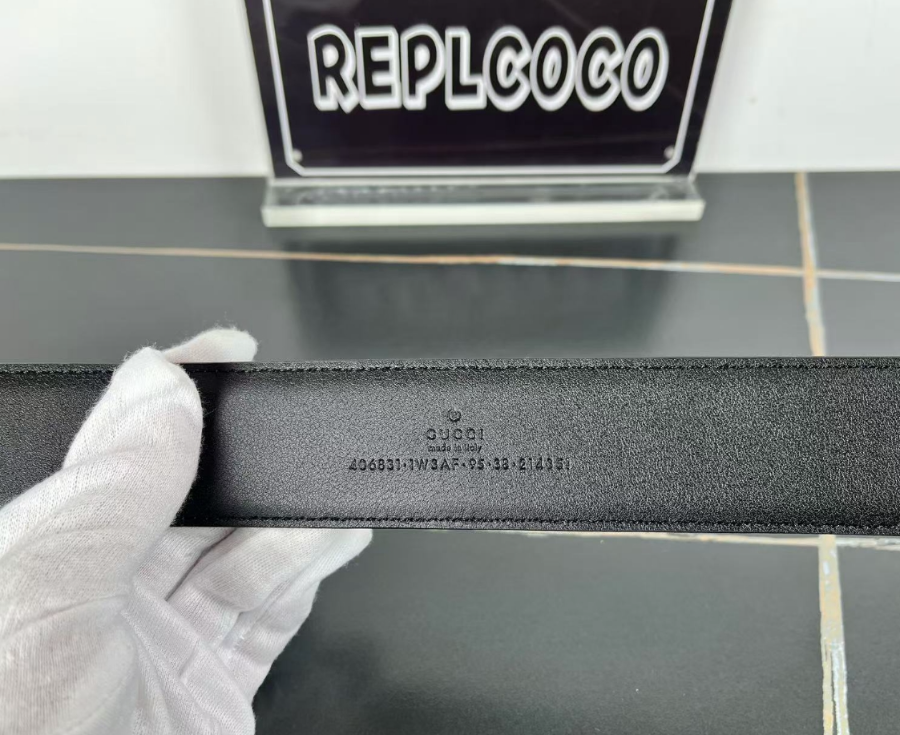 REPLCOCO
GUCCI
made in italy
406831·1W3AF·95·38·214351